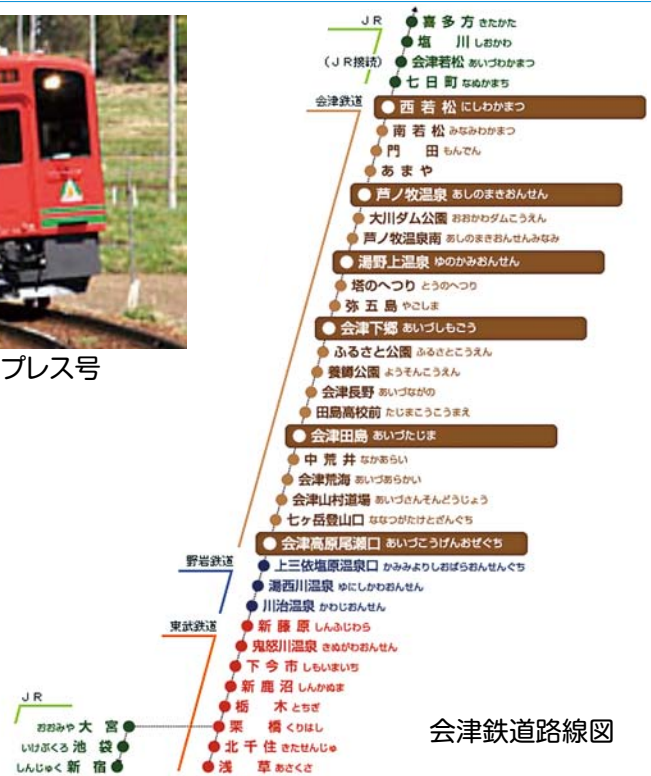 JR
喜多方 きたかた
塩川 しおかわ
(JR接続)
会津若松 あいづわかまつ
七日町 なぬかまち
会津鉄道
西若松 にしわかまつ
南若松 みなみわかまつ
門田 もんでん
あまや
芦ノ牧温泉 あしのまきおんせん
大川ダム公園 おおかわダムこうえん
芦ノ牧温泉南 あしのまきおんせんみなみ
湯野上温泉 ゆのかみおんせん
塔のへつり とうのへつり
弥五島 やごしま
会津下郷 あいづしもごう
プレス号
ふるさと公園 ふるさとこうえん
養鱒公園 ようそんこうえん
会津長野 あいづながの
田島高校前 たじまこうこうまえ
会津田島 あいづたじま
中荒井 なかあらい
会津荒海 あいづあらかい
会津山村道場 あいづさんそんどうじょう
七ヶ岳登山口 ななつがたけとざんぐち
会津高原尾瀬口 あいづこうげんおぜぐち
野岩鉄道
上三依塩原温泉口 かみみよりしおばらおんせんぐち
湯西川温泉 ゆにしかわおんせん
川治温泉 かわじおんせん
東武鉄道
新藤原 しんふじわら
鬼怒川温泉 きぬがわおんせん
下今市 しもいまいち
新鹿沼 しんかぬま
栃木 とちぎ
JR
おおみや 大宮
栗橋 くりはし
いけぶくろ 池袋
北千住 きたせんじゅ
しんじゅく 新宿
浅草 あさくさ
会津鉄道路線図